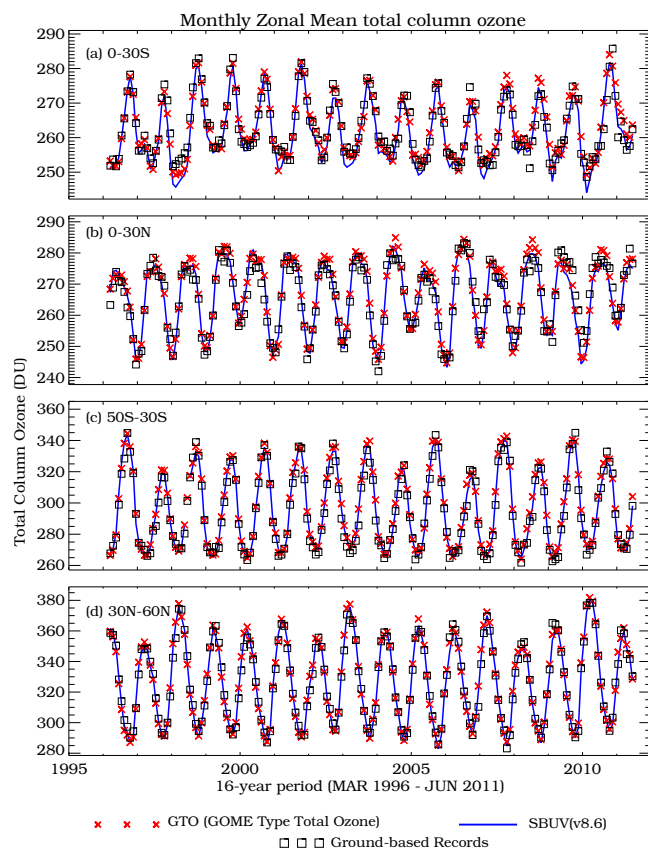 Monthly Zonal Mean total column ozone
290
(a) 0-30S
280
270
260
250
290
(b) 0-30N
280
270
260
250
240
360
(c) 50S-30S
340
320
300
280
260
380
(d) 30N-60N
360
340
320
300
280
Total Column Ozone (DU)
1995 2000 2005 2010
16-year period (MAR 1996 - JUN 2011)
GTO (GOME Type Total Ozone) SBUV(v8.6)
Ground-based Records